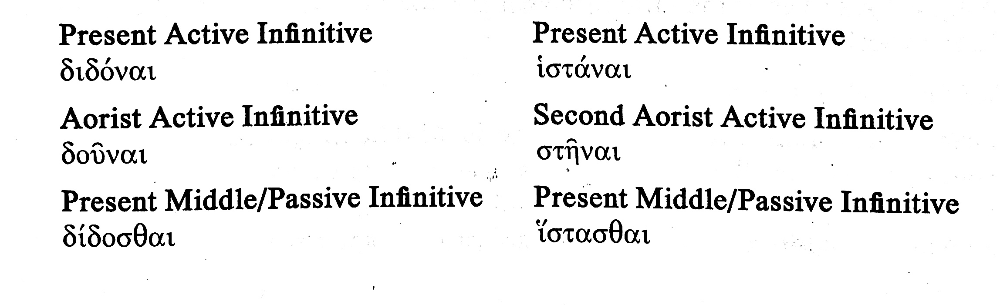 Present Active Infinitive
διδόναι
Aorist Active Infinitive
δοῦναι
Present Middle/Passive Infinitive
δίδοσθαι
Present Active Infinitive
ἱστάναι
Second Aorist Active Infinitive
στῆναι
Present Middle/Passive Infinitive
ἵστασθαι